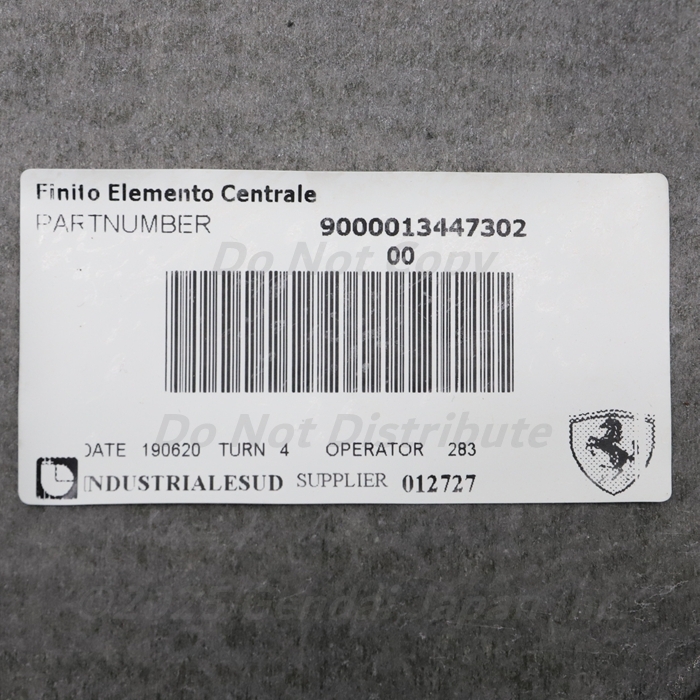 Finito Elemento Centrale
PARTNUMBER 9000013447302
00
Do Not Copy
Do Not Distribute
DATE 190620 TURN 4 OPERATOR 283
INDUSTRIALESUD SUPPLIER 012727
Japan